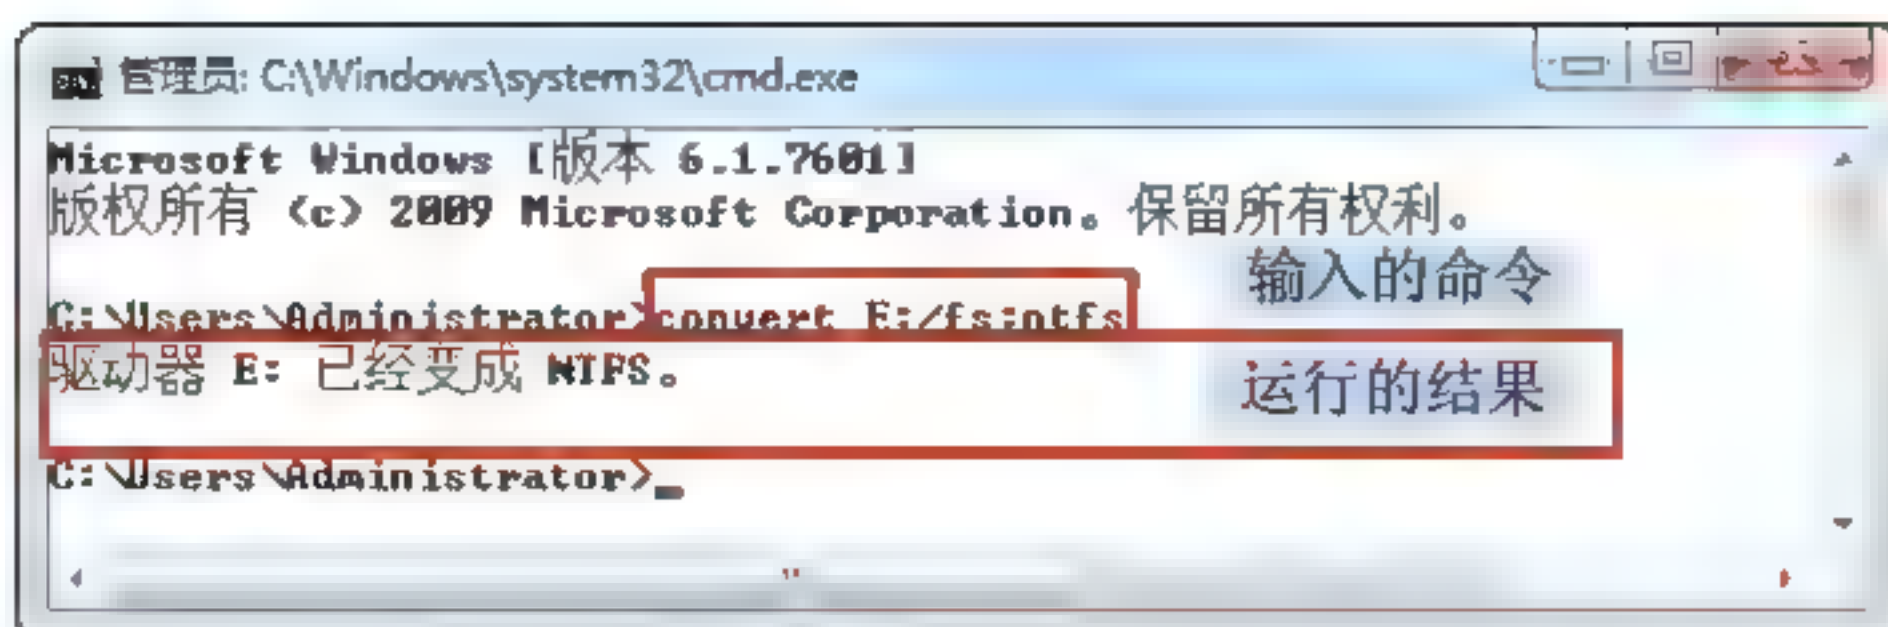 管理员: C:\Windows\system32\cmd.exe
Microsoft Windows [版本 6.1.7601]
版权所有 (c) 2009 Microsoft Corporation。保留所有权利。
输入的命令
C:\Users\Administrator>convert E:/fs:ntfs
驱动器 E: 已经变成 NTFS。
运行的结果
C:\Users\Administrator>_